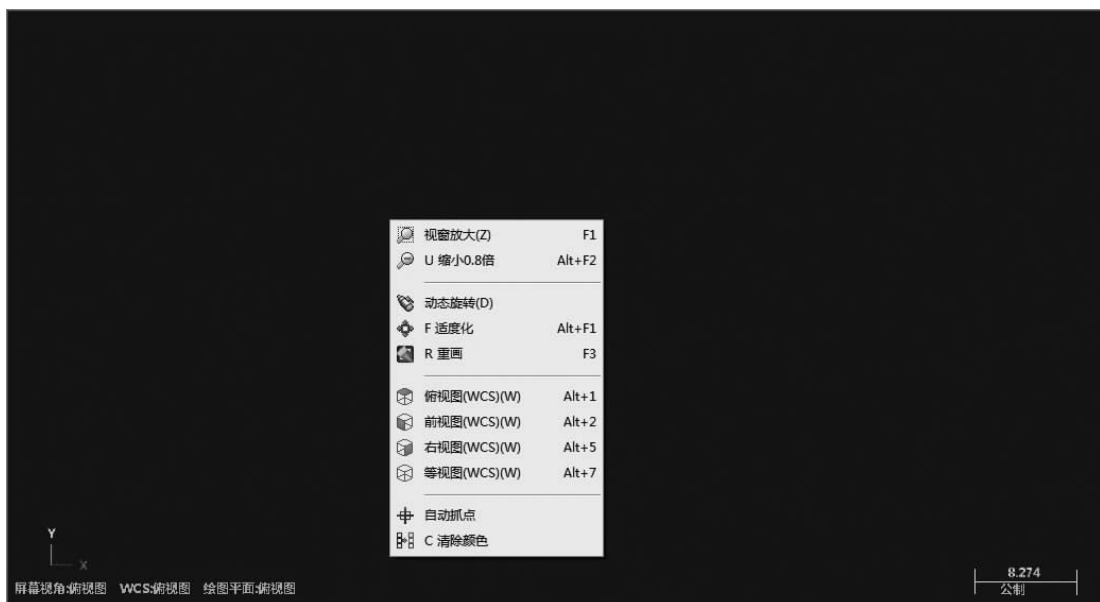 视窗放大(Z) F1
U 缩小0.8倍 Alt+F2
动态旋转(D)
F 适度化 Alt+F1
R 重画 F3
俯视图(WCS)(W) Alt+1
前视图(WCS)(W) Alt+2
右视图(WCS)(W) Alt+5
等视图(WCS)(W) Alt+7
自动抓点
C 清除颜色
Y
X
屏幕视角:俯视图 WCS:俯视图 绘图平面:俯视图
8.274
公制